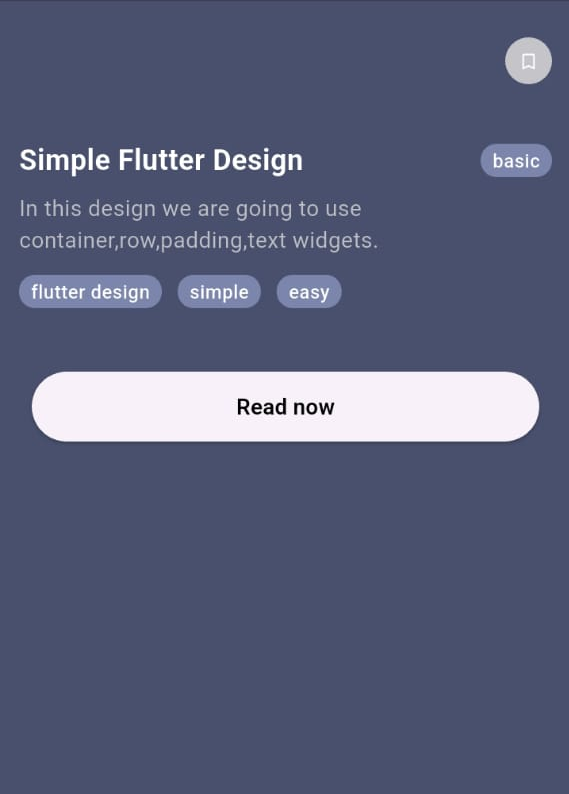 Simple Flutter Design
basic
In this design we are going to use
container,row,padding,text widgets.
flutter design
simple
easy
Read now